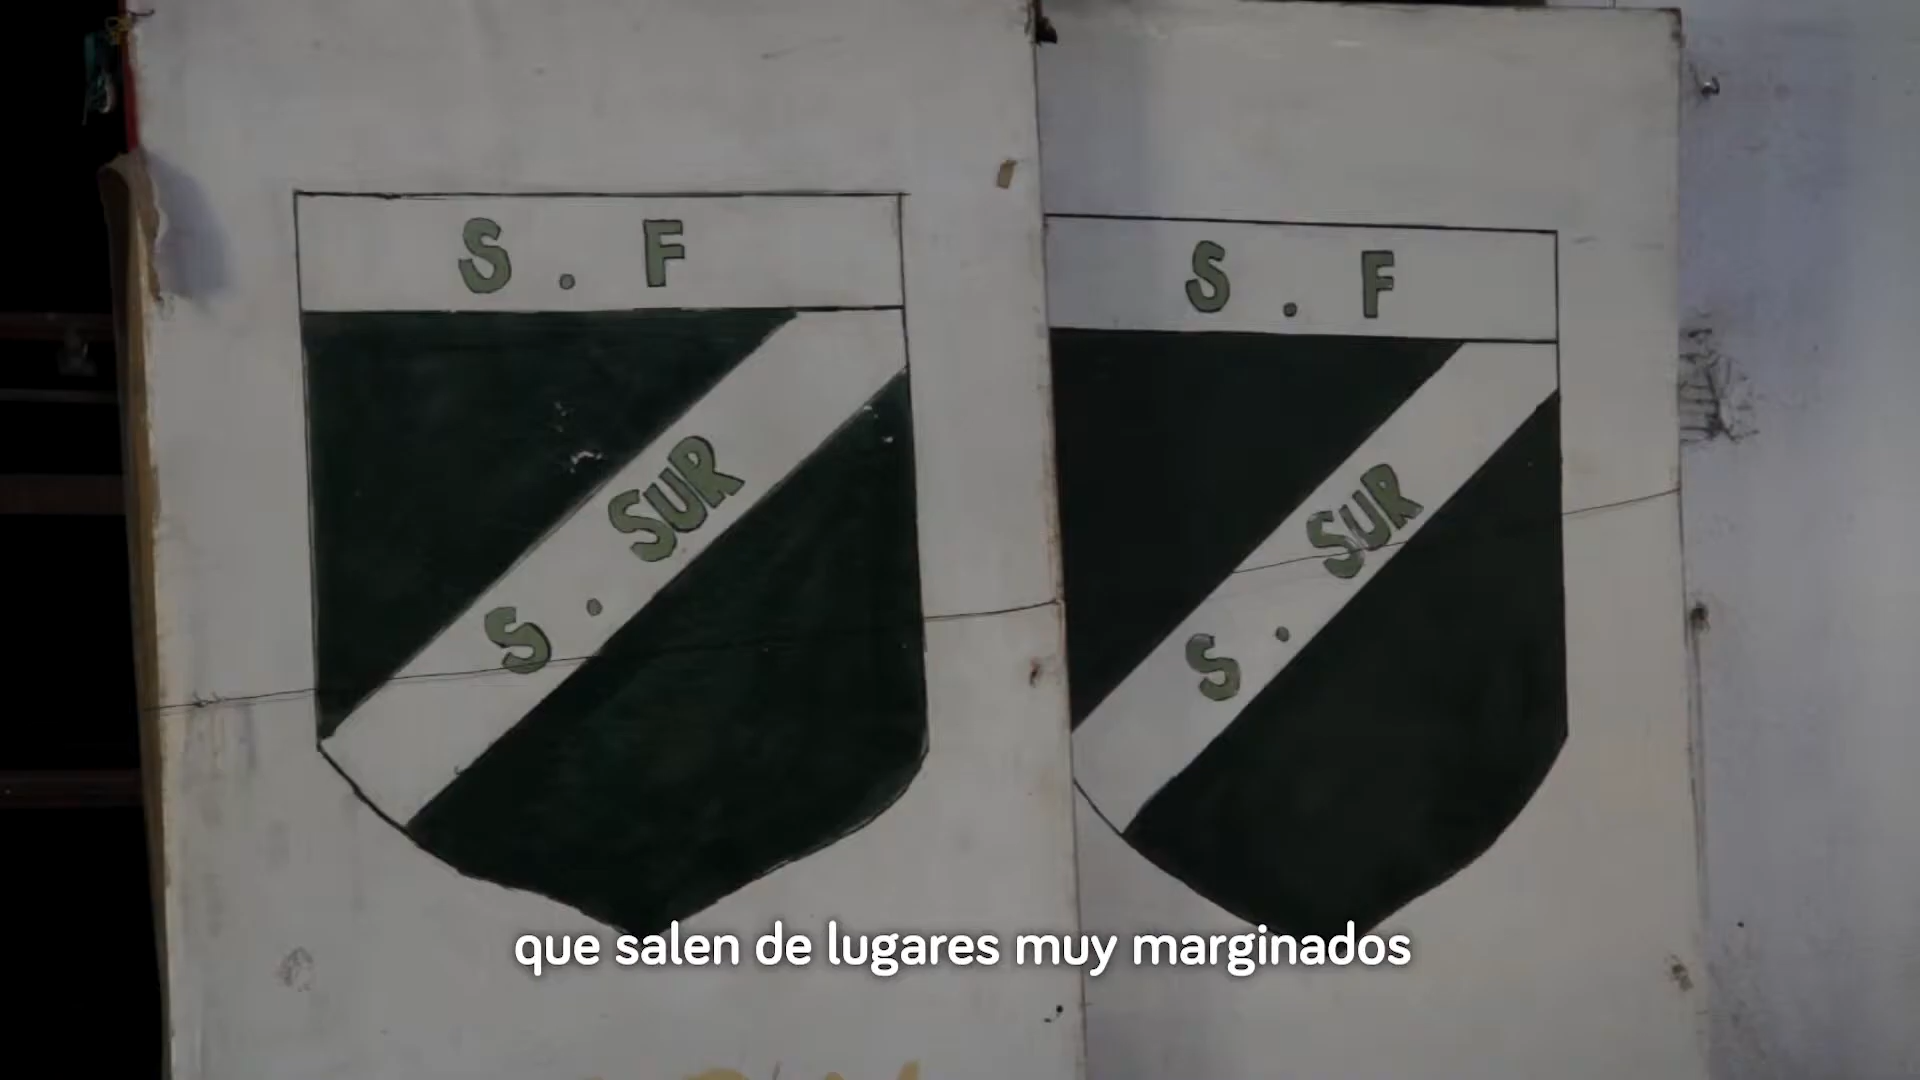 S . F
S . SUR
S . F
S . SUR
que salen de lugares muy marginados